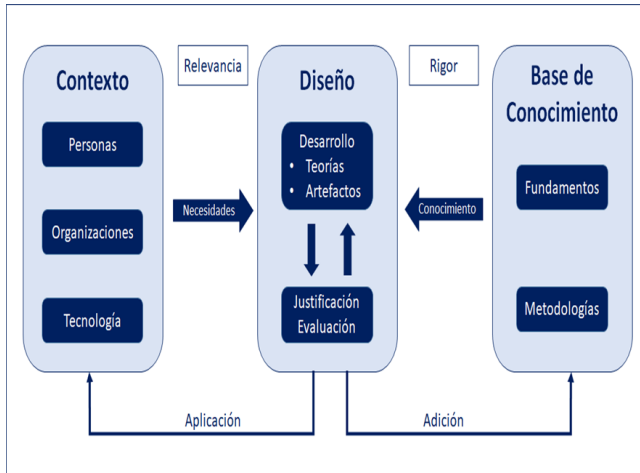 Contexto
Personas
Organizaciones
Tecnología
Relevancia
Necesidades
Diseño
Desarrollo
• Teorías
• Artefactos
Justificación
Evaluación
Rigor
Conocimiento
Base de
Conocimiento
Fundamentos
Metodologías
Aplicación
Adición